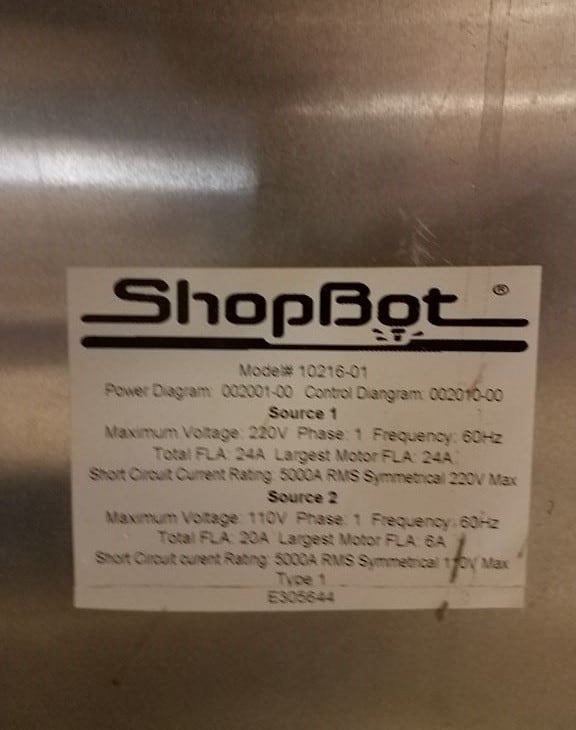 ShopBot ®
Model# 10216-01
Power Diagram: 002001-00 Control Diangram: 002010-00
Source 1
Maximum Voltage: 220V Phase: 1 Frequency: 60Hz
Total FLA: 24A Largest Motor FLA: 24A
Short Circuit Current Rating: 5000A RMS Symmetrical 220V Max
Source 2
Maximum Voltage: 110V Phase: 1 Frequency: 60Hz
Total FLA: 20A Largest Motor FLA: 6A
Short Circuit curent Rating: 5000A RMS Symmetrical 110V Max
Type 1
E305644